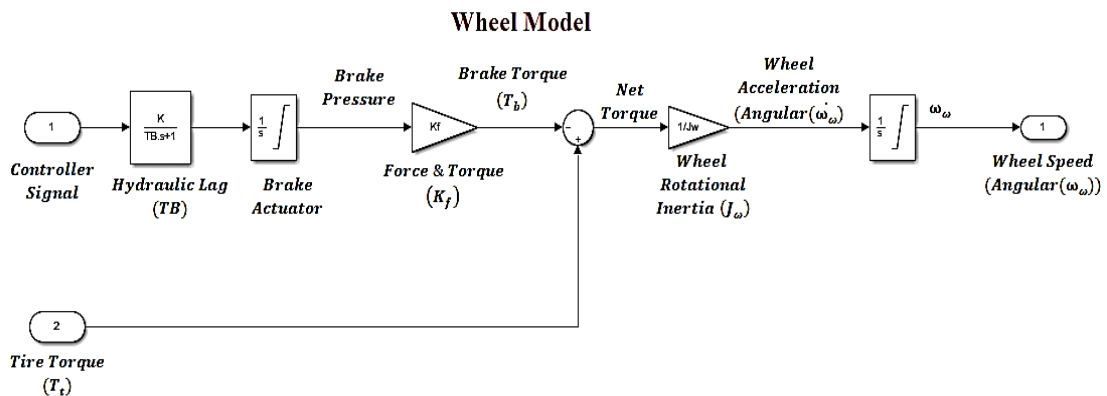 Wheel Model
Brake
Pressure
Brake Torque
(T_b)
Net
Torque
Wheel
Acceleration
(Angular(ω̇_ω)
1
K
TB.s+1
1
s
Kf
-
+
1/Jw
1
s
ω_ω
1
Controller
Signal
Hydraulic Lag
(TB)
Brake
Actuator
Force & Torque
(K_f)
Wheel
Rotational
Inertia (J_ω)
Wheel Speed
(Angular(ω_ω))
2
Tire Torque
(T_t)